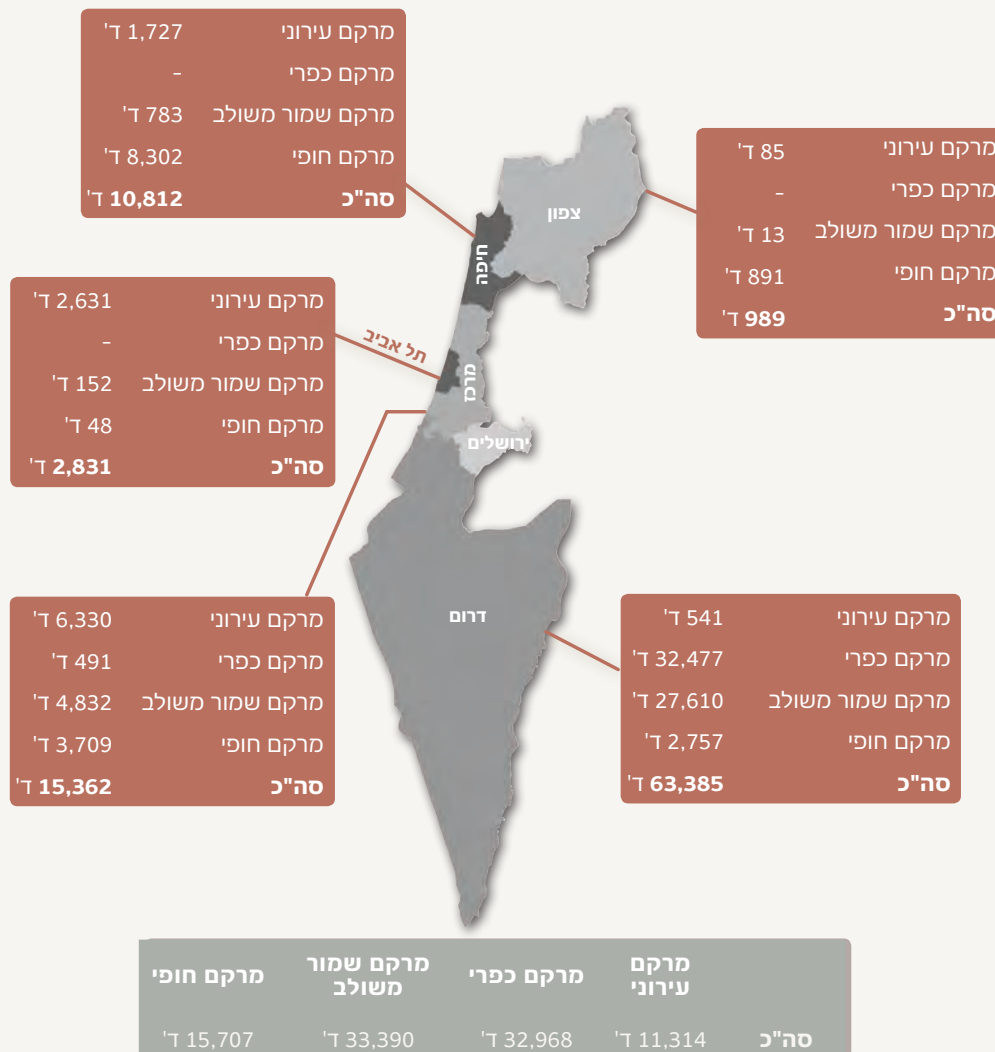 מרקם עירוני 1,727 ד'
מרקם כפרי -
מרקם שמור משולב 783 ד'
מרקם חופי 8,302 ד'
סה"כ 10,812 ד'
מרקם עירוני 85 ד'
מרקם כפרי -
מרקם שמור משולב 13 ד'
מרקם חופי 891 ד'
סה"כ 989 ד'
צפון
חיפה
מרקם עירוני 2,631 ד'
מרקם כפרי -
מרקם שמור משולב 152 ד'
מרקם חופי 48 ד'
סה"כ 2,831 ד'
תל אביב
מרכז
ירושלים
דרום
מרקם עירוני 6,330 ד'
מרקם כפרי 491 ד'
מרקם שמור משולב 4,832 ד'
מרקם חופי 3,709 ד'
סה"כ 15,362 ד'
מרקם עירוני 541 ד'
מרקם כפרי 32,477 ד'
מרקם שמור משולב 27,610 ד'
מרקם חופי 2,757 ד'
סה"כ 63,385 ד'
מרקם עירוני מרקם כפרי מרקם שמור משולב מרקם חופי
סה"כ 11,314 ד' 32,968 ד' 33,390 ד' 15,707 ד'